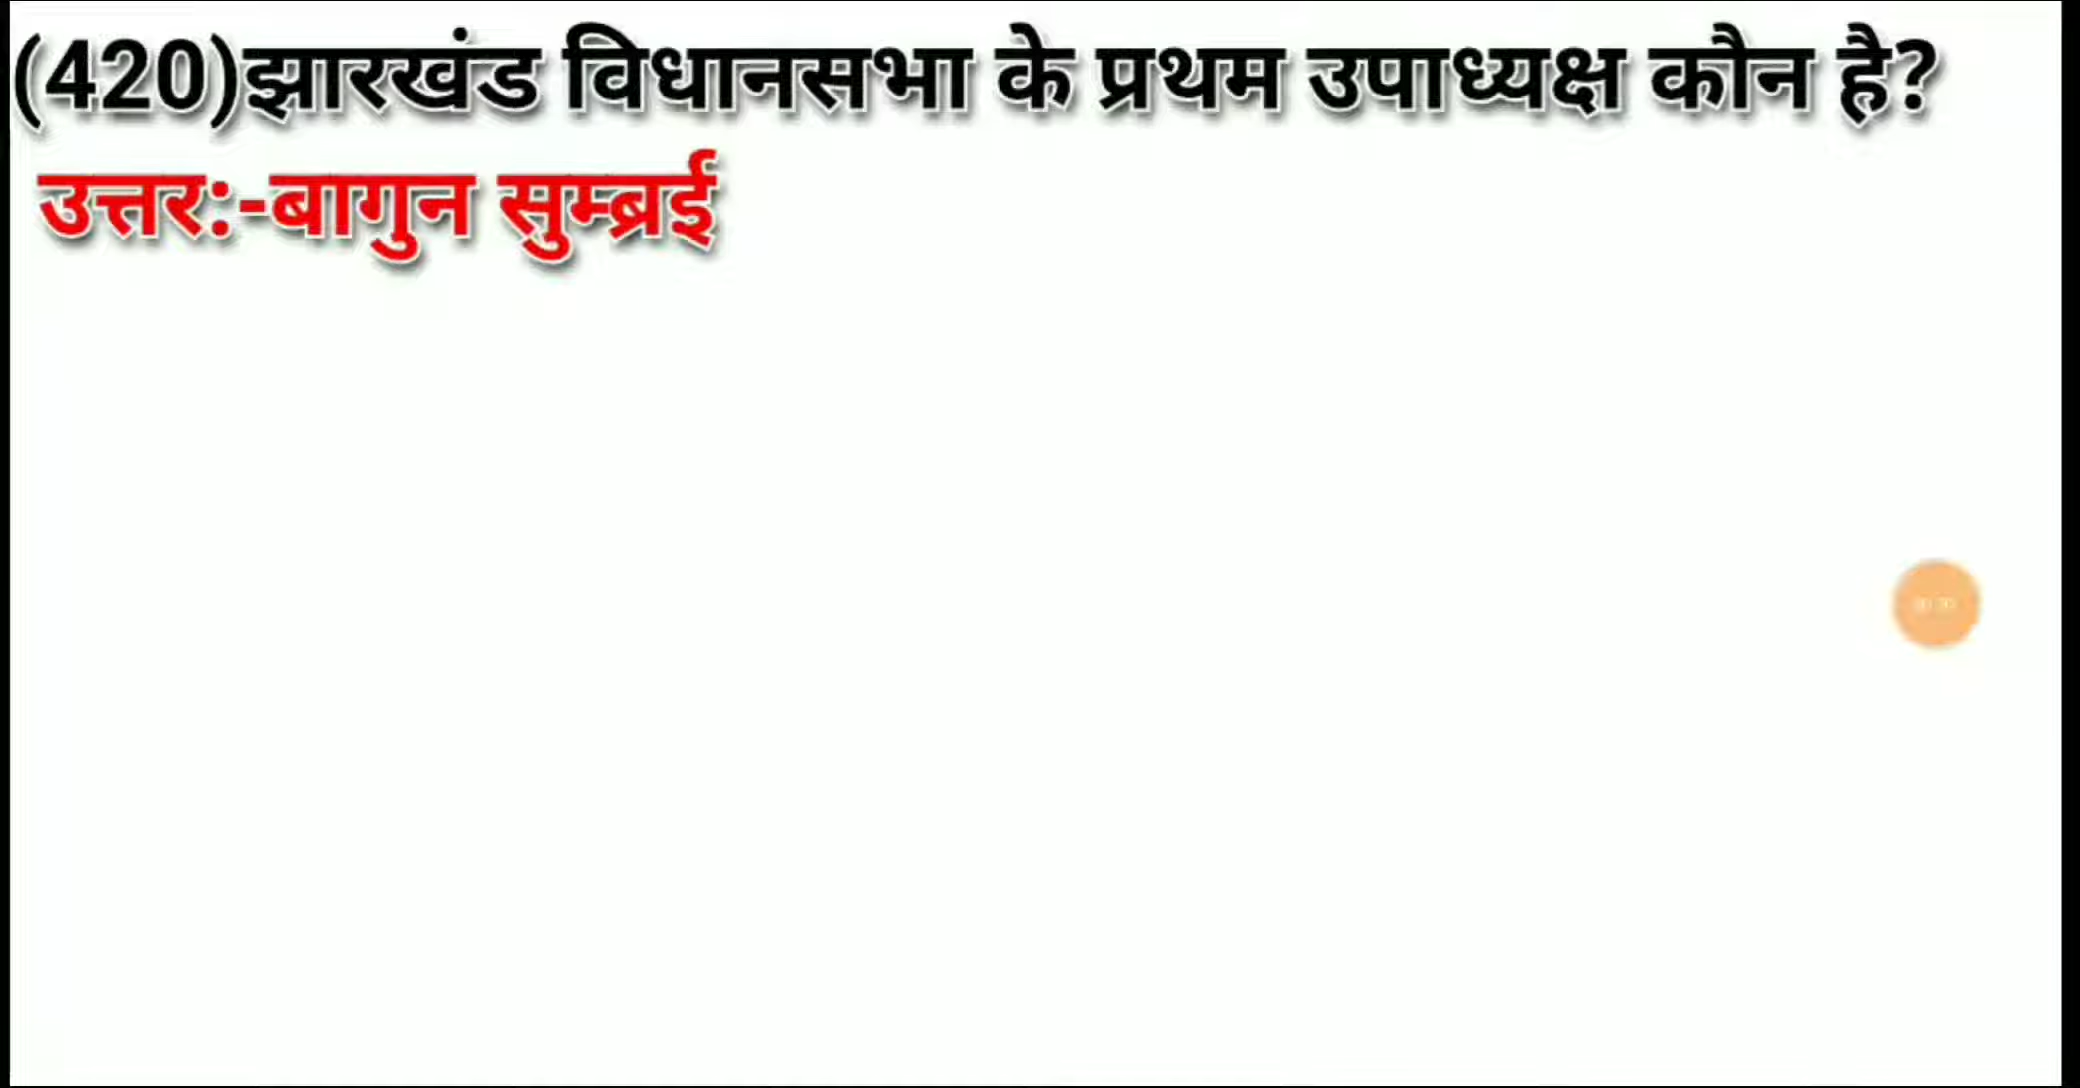 (420)झारखंड विधानसभा के प्रथम उपाध्यक्ष कौन है?
उत्तर:-बागुन सुम्ब्रई